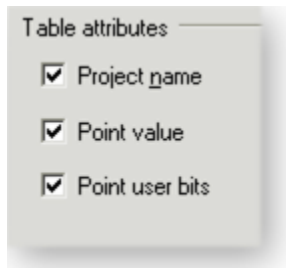 Table attributes
Project name
Point value
Point user bits